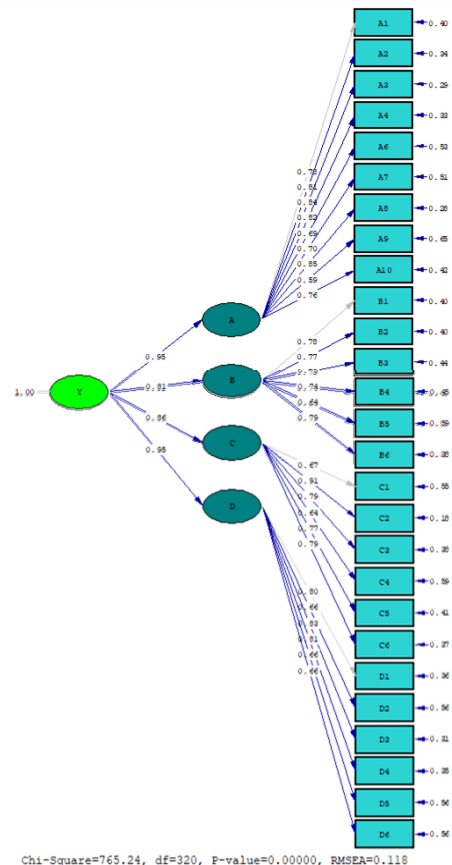 1.00
Y
0.95
0.81
0.86
0.95
A
B
C
D
0.78
0.81
0.84
0.82
0.69
0.70
0.85
0.59
0.76
0.78
0.77
0.64
0.79
0.67
0.91
0.79
0.64
0.77
0.79
0.80
0.66
0.83
0.81
0.66
0.66
A1 0.40
A2 0.34
A3 0.29
A4 0.33
A6 0.52
A7 0.51
A8 0.28
A9 0.65
A10 0.42
B1 0.40
B2 0.40
B3 0.44
B4
B5 0.59
B6 0.38
C1 0.55
C2 0.18
C3 0.38
C4 0.59
C5 0.41
C6 0.37
D1 0.36
D2 0.56
D3 0.31
D4 0.35
D5 0.56
D6 0.56
Chi-Square=765.24, df=320, P-value=0.00000, RMSEA=0.118